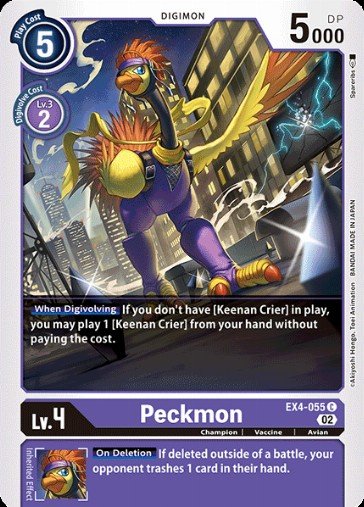 Play Cost
5
DIGIMON
DP
5000
Digivolve Cost
Lv.3
2
Spareribs
When Digivolving If you don't have [Keenan Crier] in play,
you may play 1 [Keenan Crier] from your hand without
paying the cost.
©Akiyoshi Hongo, Toei Animation BANDAI MADE IN JAPAN
Lv.4
Peckmon
EX4-055 C
02
Champion | Vaccine | Avian
Inherited Effect
On Deletion If deleted outside of a battle, your
opponent trashes 1 card in their hand.